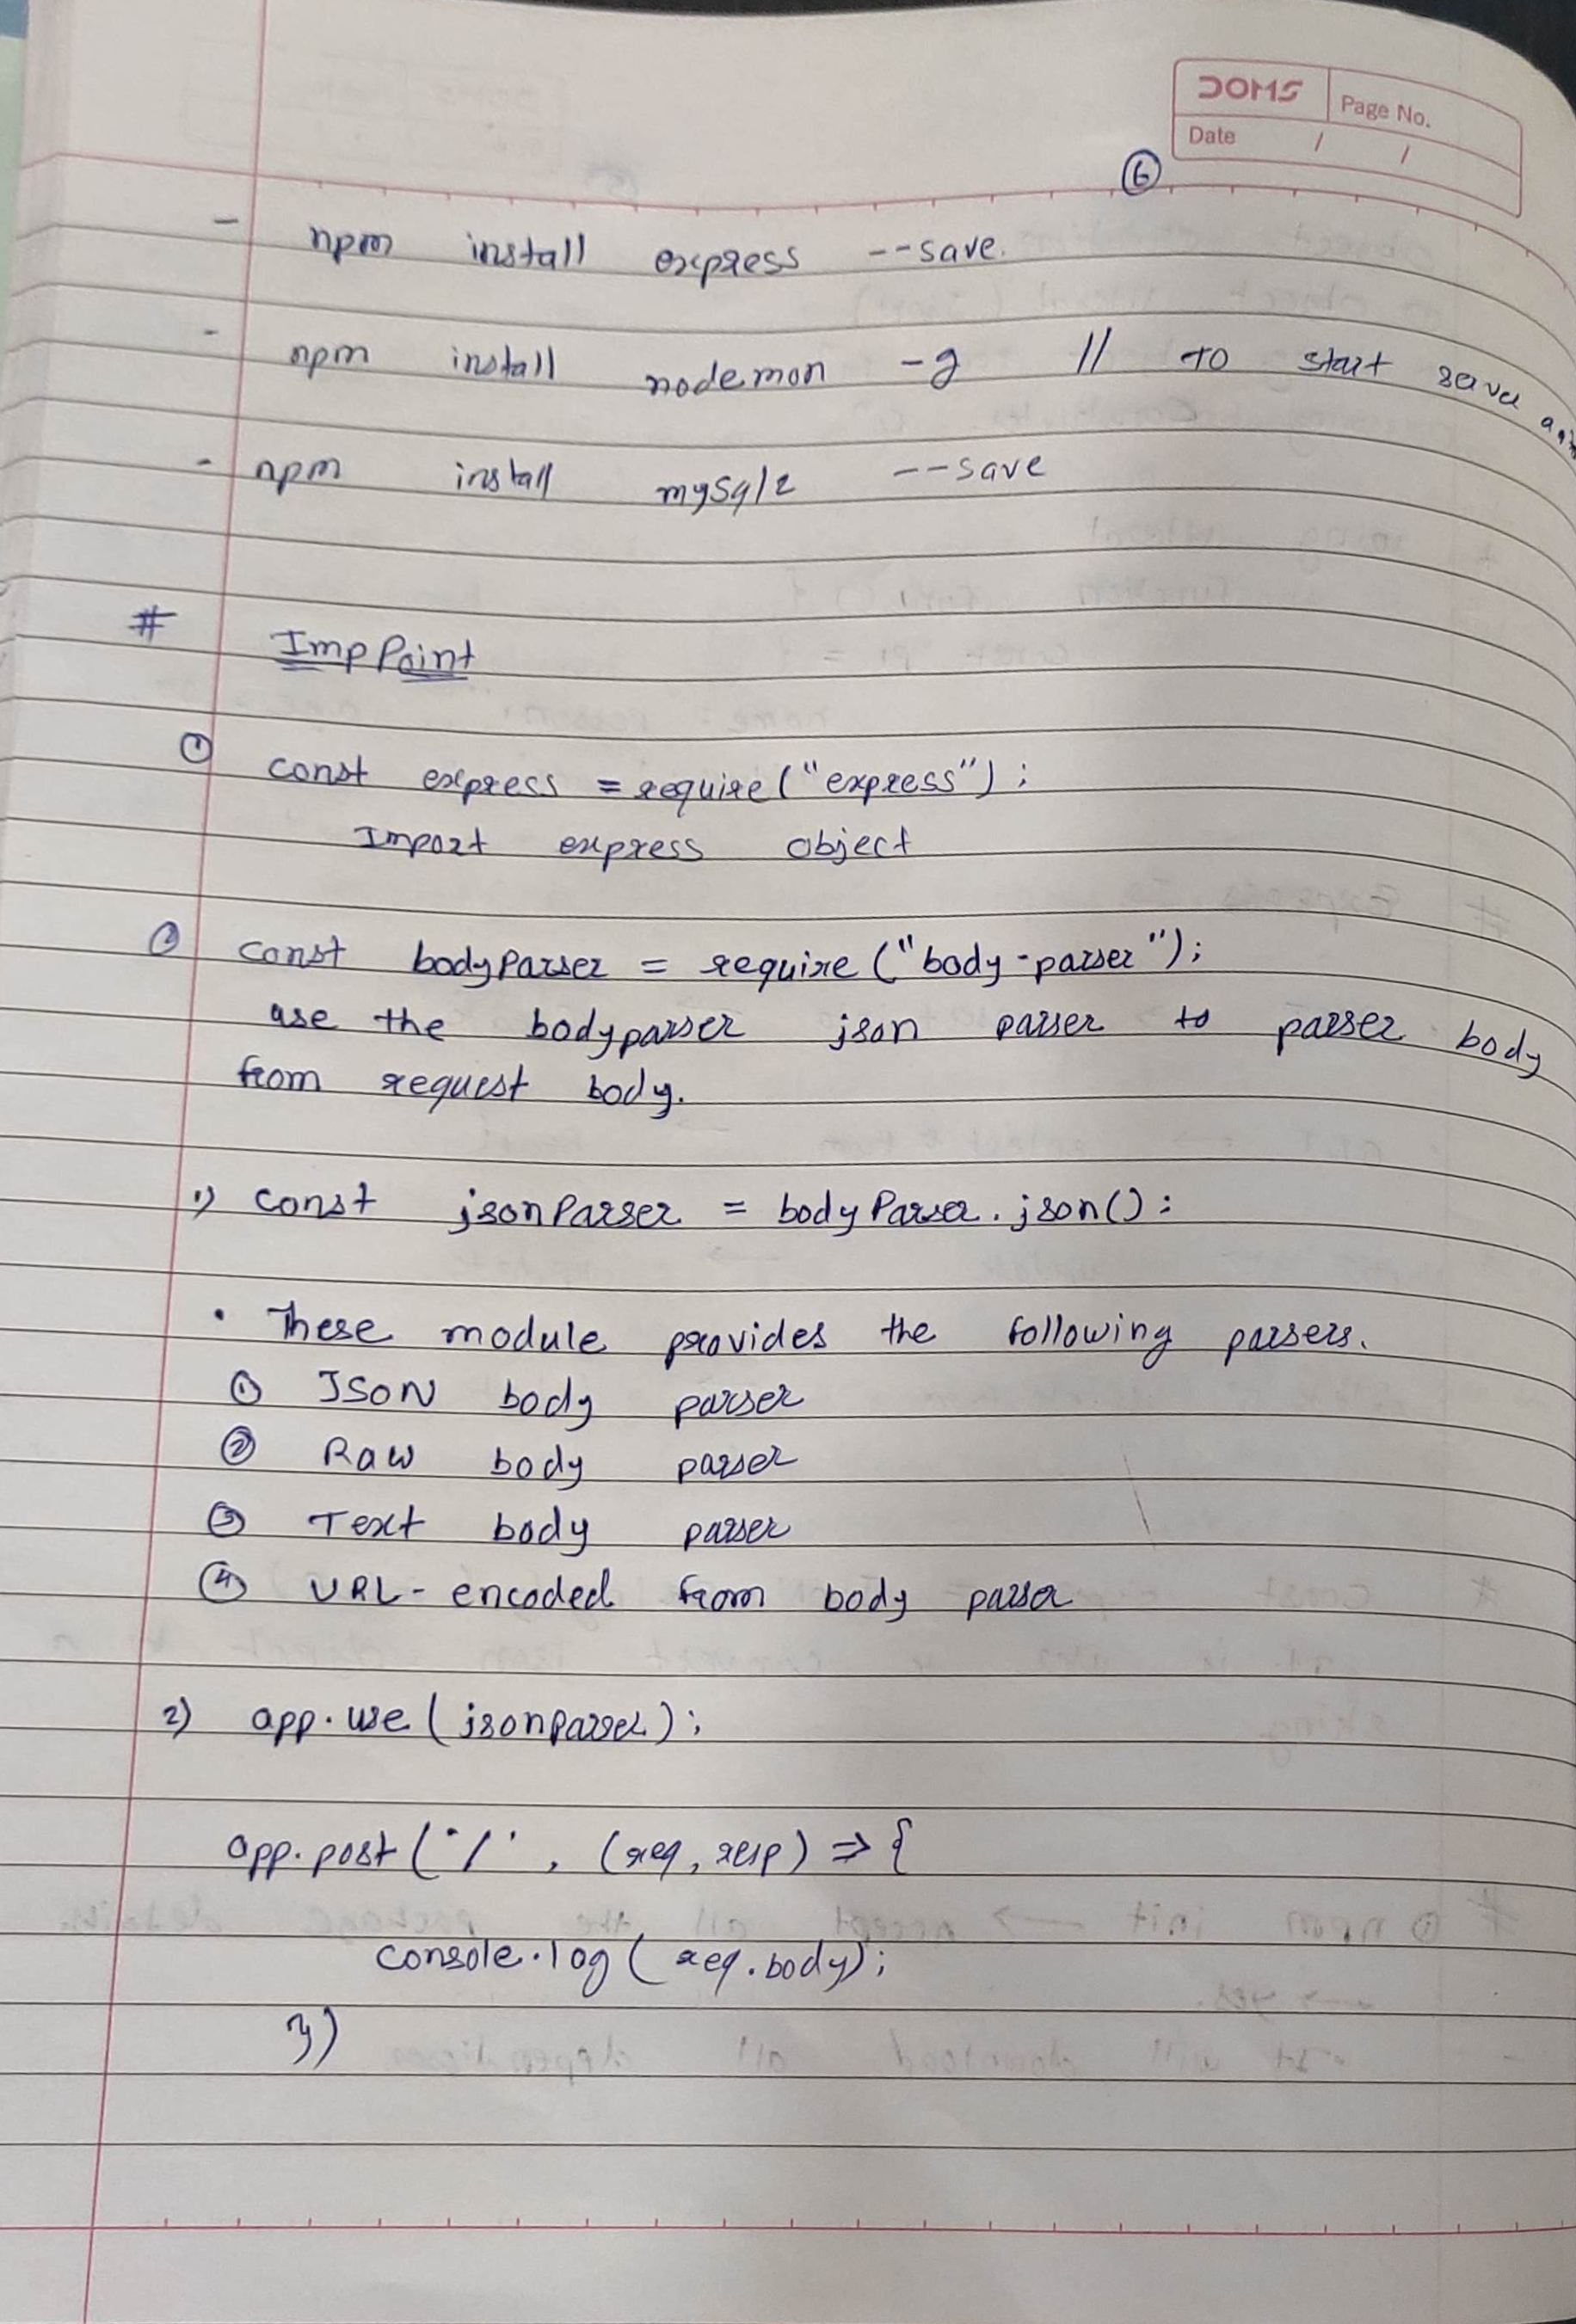 DOMS
Page No.
Date / /
6
- npm install express --save.
- npm install nodemon -g // TO start save
- npm install mysql2 --save
# Imp Point
① const express = require("express");
Import express object
② const bodyParser = require("body-parser");
use the bodyparser json parser to parser body
from request body.
1) const jsonParser = bodyParser.json();
• These module provides the following parsers.
① JSON body parser
② Raw body parser
③ Text body parser
④ URL-encoded from body parser
2) app.use(jsonparser);
app.post('/', (req, resp) => {
console.log(req.body);
})